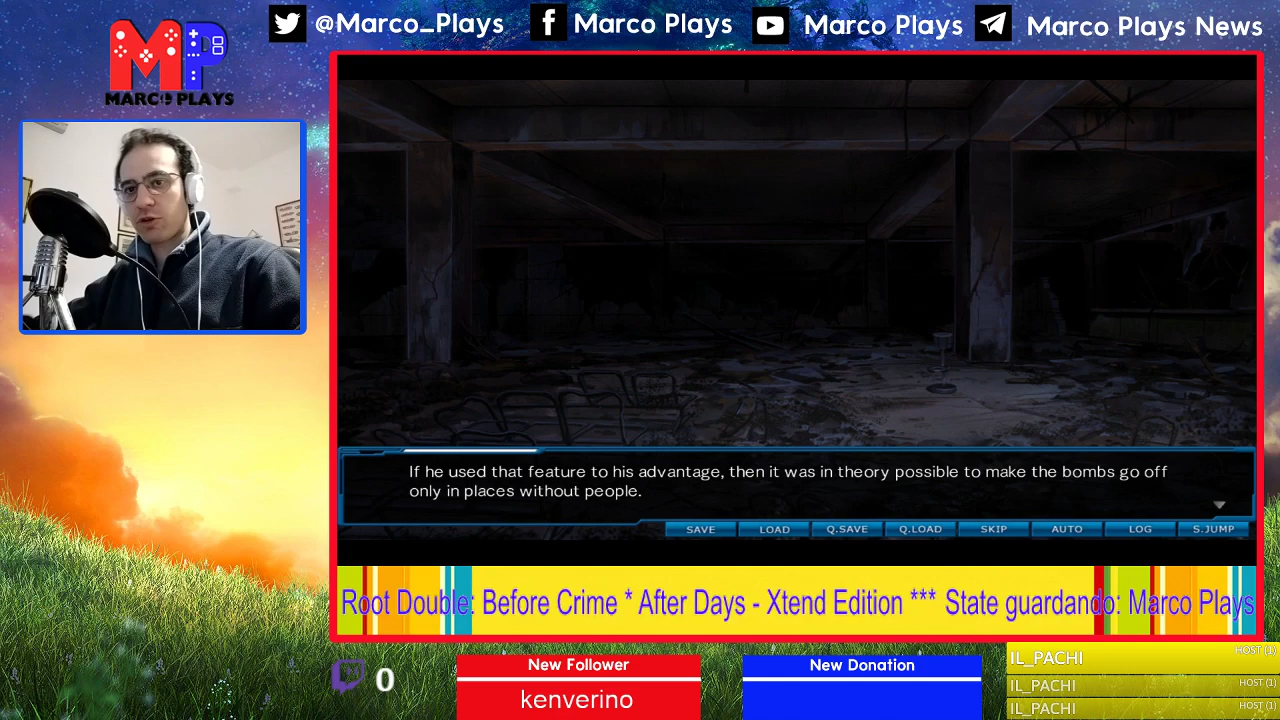 @Marco_Plays
Marco Plays
Marco Plays
Marco Plays News
MP
MARCO PLAYS
If he used that feature to his advantage, then it was in theory possible to make the bombs go off
only in places without people.
SAVE
LOAD
Q.SAVE
Q.LOAD
SKIP
AUTO
LOG
S.JUMP
Root Double: Before Crime * After Days - Xtend Edition *** State guardando: Marco Plays
0
New Follower
kenverino
New Donation
IL_PACHI
HOST (1)
IL_PACHI
HOST (1)
IL_PACHI
HOST (1)